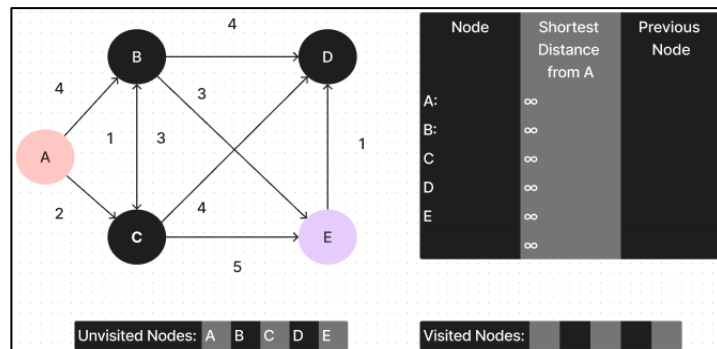 4
B
D
4
3
1
3
1
A
2
C
4
E
5
Node
Shortest
Distance
from A
Previous
Node
A:
∞
B:
∞
C
∞
D
∞
E
∞
∞
Unvisited Nodes: A B C D E
Visited Nodes: